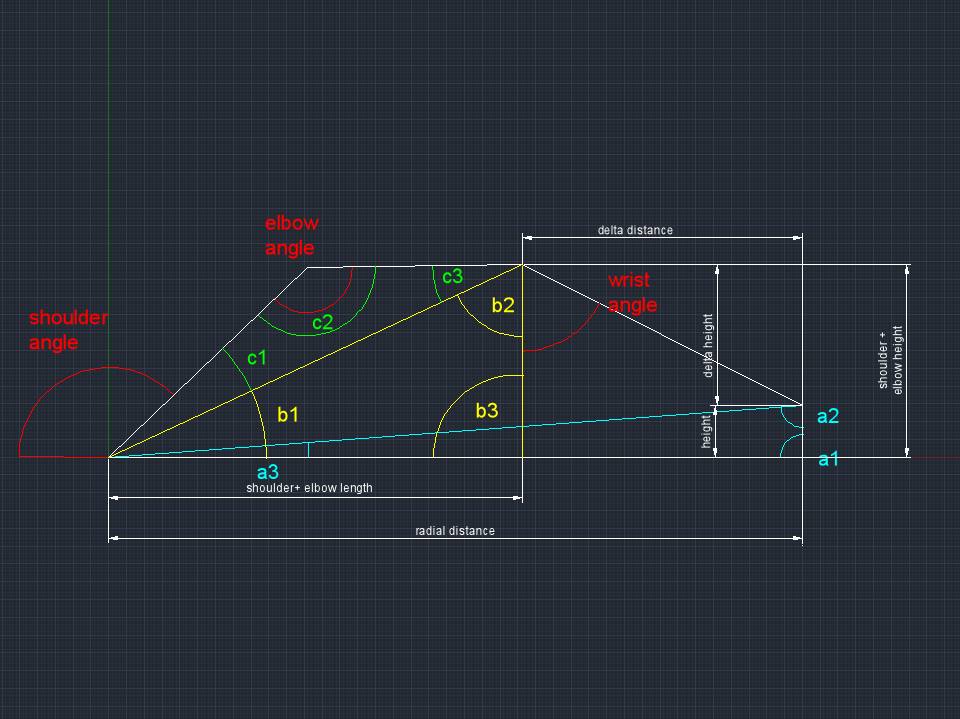 delta distance
elbow
angle
c3
wrist
angle
b2
shoulder
angle
c2
delta height
shoulder +
elbow height
c1
b1
b3
a2
height
a1
a3
shoulder+ elbow length
radial distance